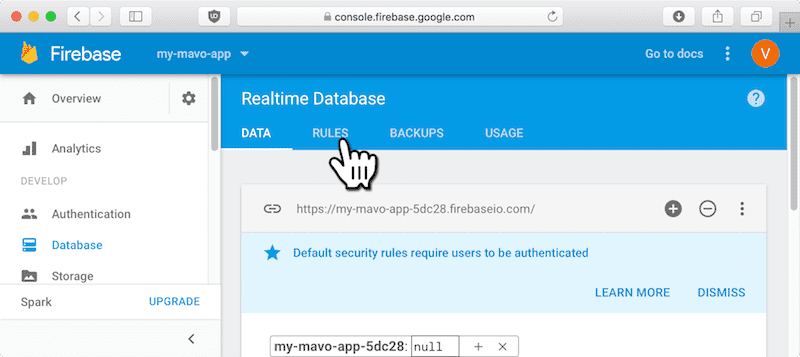 console.firebase.google.com
Firebase
my-mavo-app
Go to docs
V
Overview
Realtime Database
DATA RULES BACKUPS USAGE
Analytics
DEVELOP
Authentication
https://my-mavo-app-5dc28.firebaseio.com/
Database
Default security rules require users to be authenticated
Storage
LEARN MORE DISMISS
Spark UPGRADE
my-mavo-app-5dc28: null